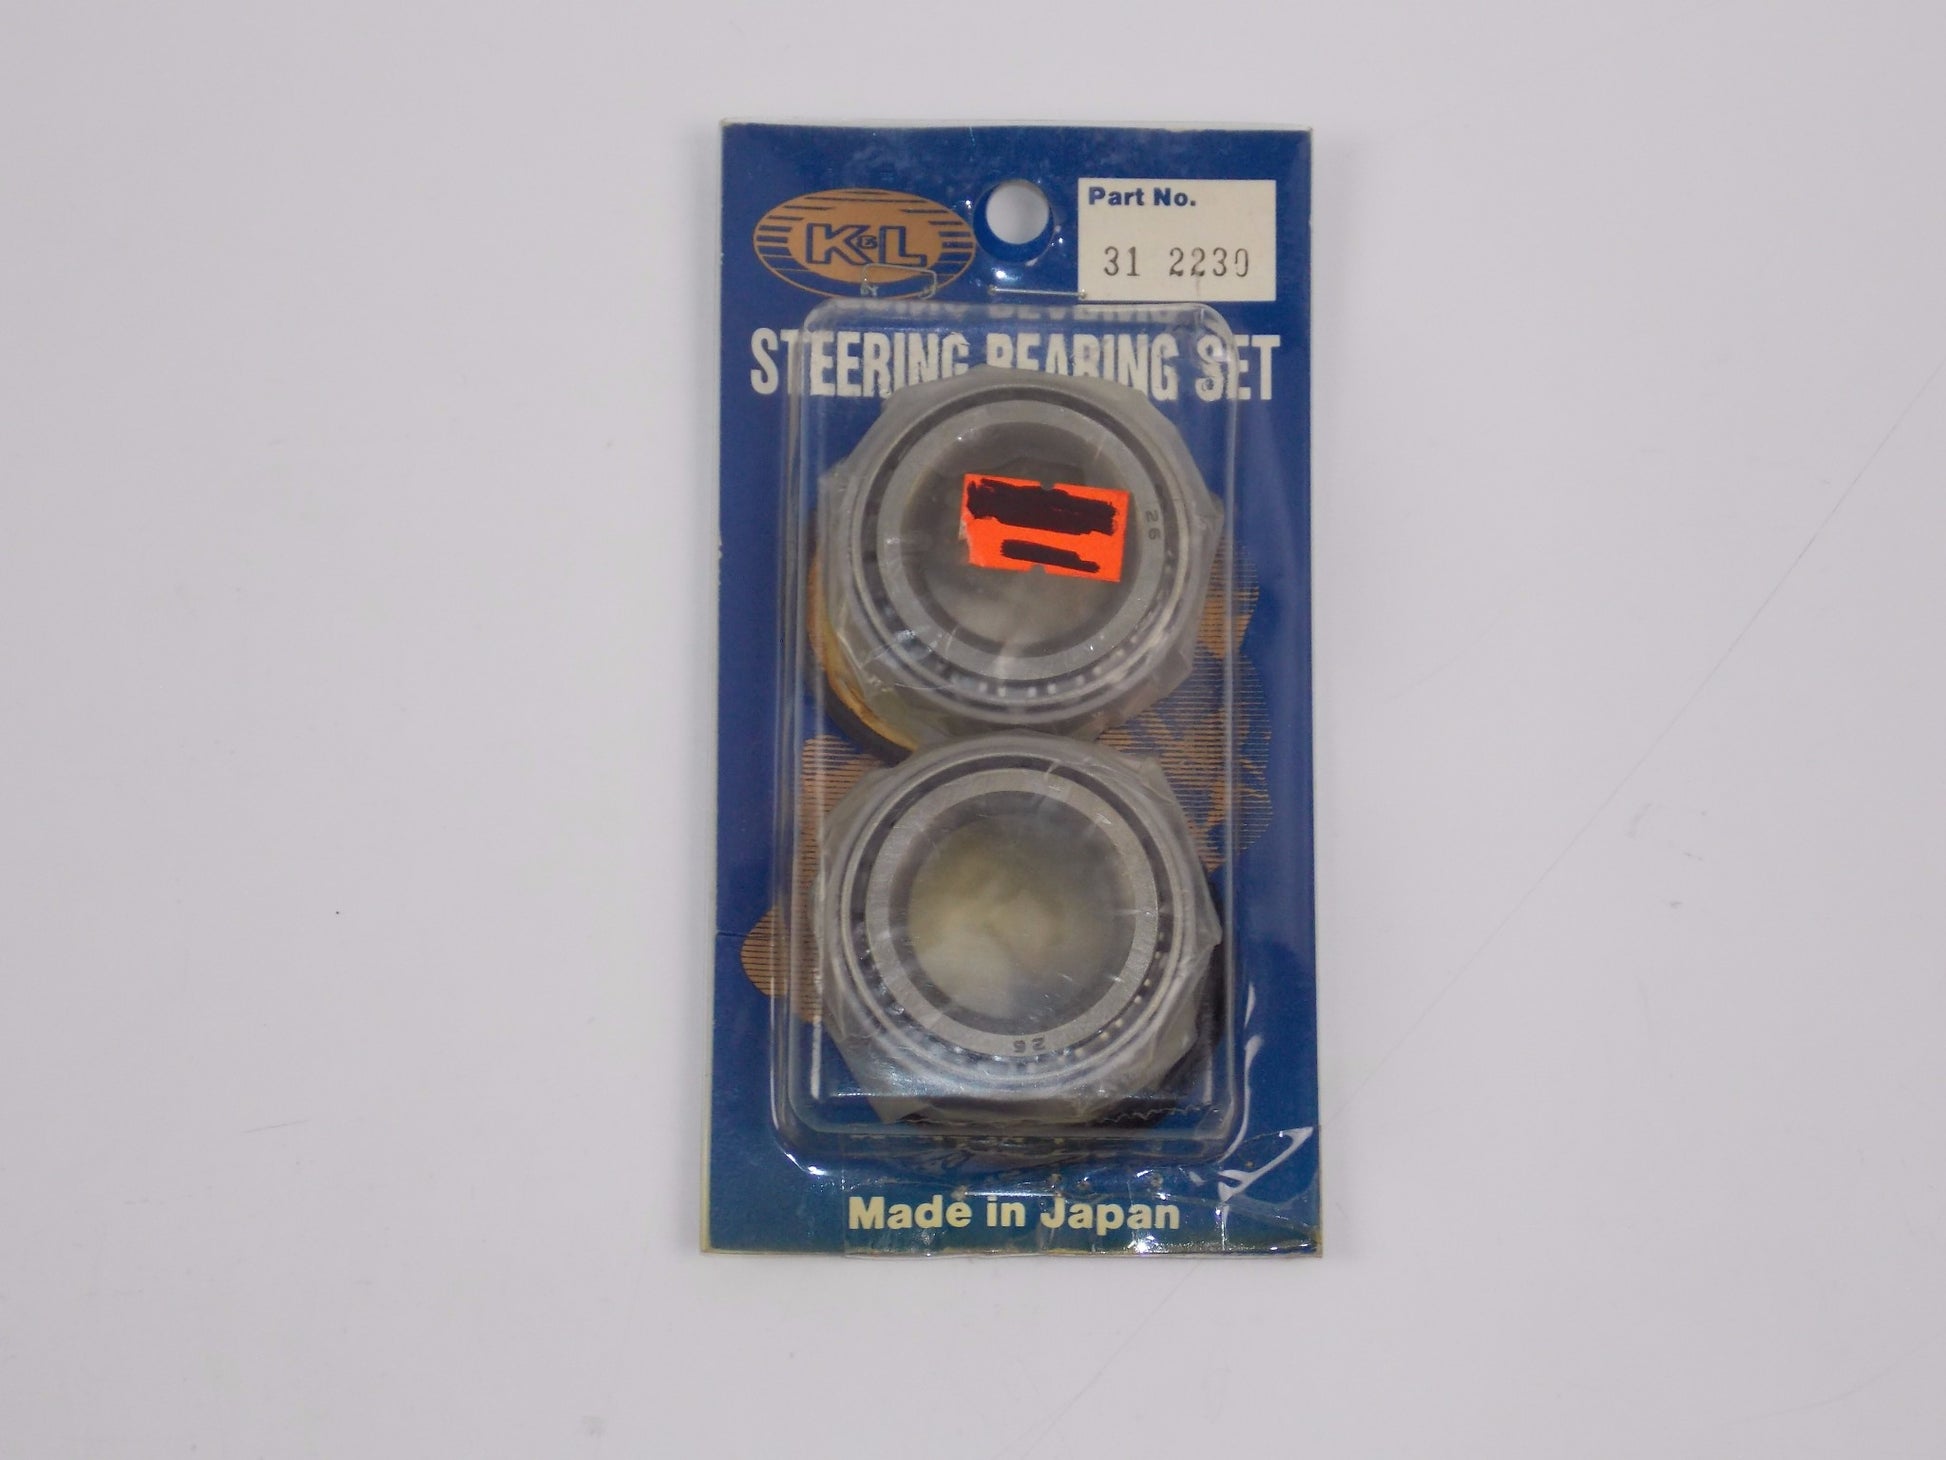 K&L
Part No.
31 2230
STEERING BEARING SET
26
26
Made in Japan